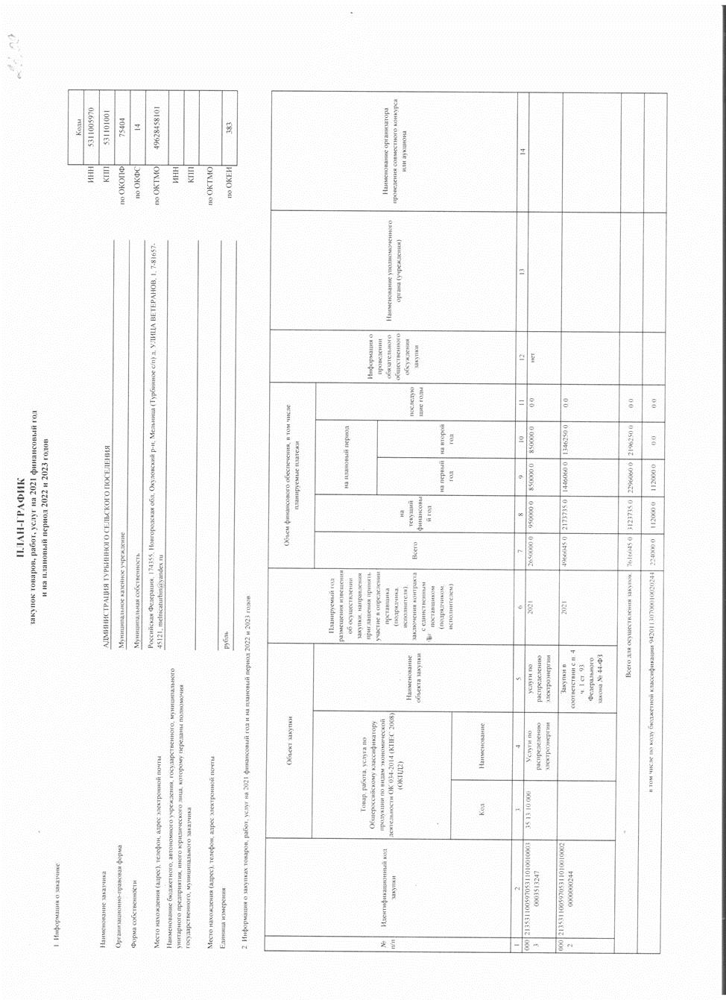 ПЛАН-ГРАФИК
закупок товаров, работ, услуг на 2021 финансовый год
и на плановый период 2022 и 2023 годов
1 Информация о заказчике
Коды
Наименование заказчика
АДМИНИСТРАЦИЯ ТУРБИННОГО СЕЛЬСКОГО ПОСЕЛЕНИЯ
ИНН 5311005970
КПП 531101001
Организационно-правовая форма
Муниципальное казенное учреждение
по ОКОПФ 75404
Форма собственности
Муниципальная собственность
по ОКФС 14
Место нахождения (адрес), телефон, адрес электронной почты
Российская Федерация, 174355, Новгородская обл, Окуловский р-н, Мельница (Турбинное с/п) д, УЛИЦА ВЕТЕРАНОВ, 1, 7-81657-
45121, melnicaturbin@yandex ru
по ОКТМО 49628458101
Наименование бюджетного, автономного учреждения, государственного, муниципального
унитарного предприятия, иного юридического лица, которому переданы полномочия
государственного, муниципального заказчика
ИНН
КПП
Место нахождения (адрес), телефон, адрес электронной почты
по ОКТМО
Единица измерения
рубль
по ОКЕИ 383
2 Информация о закупках товаров, работ, услуг на 2021 финансовый год и на плановый период 2022 и 2023 годов
№
п/п
Идентификационный код
закупки
Объект закупки
Товар, работа, услуга по
Общероссийскому классификатору
продукции по видам экономической
деятельности ОК 034-2014 (КПЕС 2008)
(ОКПД2)
Код
Наименование
Наименование
объекта закупки
Планируемый год
размещения извещения
об осуществлении
закупки, направления
приглашения принять
участие в определении
поставщика
(подрядчика,
исполнителя),
заключения контракта
с единственным
поставщиком
(подрядчиком,
исполнителем)
Объем финансового обеспечения, в том числе
планируемые платежи
Всего
на
текущий
финансовы
й год
на плановый период
на первый
год
на второй
год
последую
щие годы
Информация о
проведении
обязательного
общественного
обсуждения
закупки
Наименование уполномоченного
органа (учреждения)
Наименование организатора
проведения совместного конкурса
или аукциона
1 2 3 4 5 6 7 8 9 10 11 12 13 14
000
3
213531100597053110100100​03
0003513247
35 13 10 000
Услуги по
распределению
электроэнергии
услуги по
распределению
электроэнергии
2021 2650000 0 950000 0 850000 0 850000 0 0 0 нет
000
2
213531100597053110100100​02
0000000244
Закупки в
соответствии с п. 4
ч. 1 ст. 93
Федерального
закона № 44-ФЗ
2021 4966045 0 2173735 0 1446060 0 1346250 0 0 0
Всего для осуществления закупок, 7616045 0 3123735 0 2296060 0 2196250 0 0 0
в том числе по коду бюджетной классификации 94201130700010020244 224000 0 112000 0 112000 0 0 0 0 0